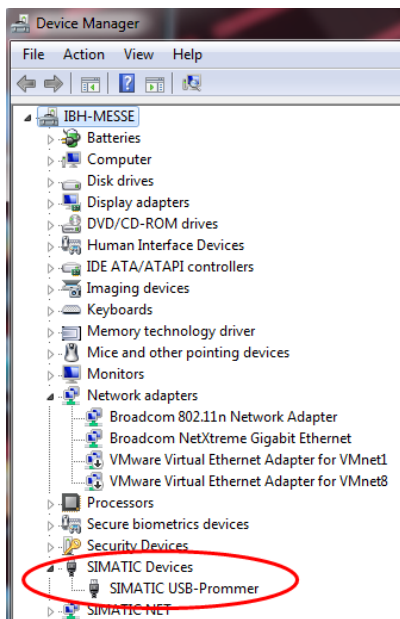 Device Manager
File Action View Help
IBH-MESSE
Batteries
Computer
Disk drives
Display adapters
DVD/CD-ROM drives
Human Interface Devices
IDE ATA/ATAPI controllers
Imaging devices
Keyboards
Memory technology driver
Mice and other pointing devices
Monitors
Network adapters
Broadcom 802.11n Network Adapter
Broadcom NetXtreme Gigabit Ethernet
VMware Virtual Ethernet Adapter for VMnet1
VMware Virtual Ethernet Adapter for VMnet8
Processors
Secure biometrics devices
Security Devices
SIMATIC Devices
SIMATIC USB-Prommer
SIMATIC NET